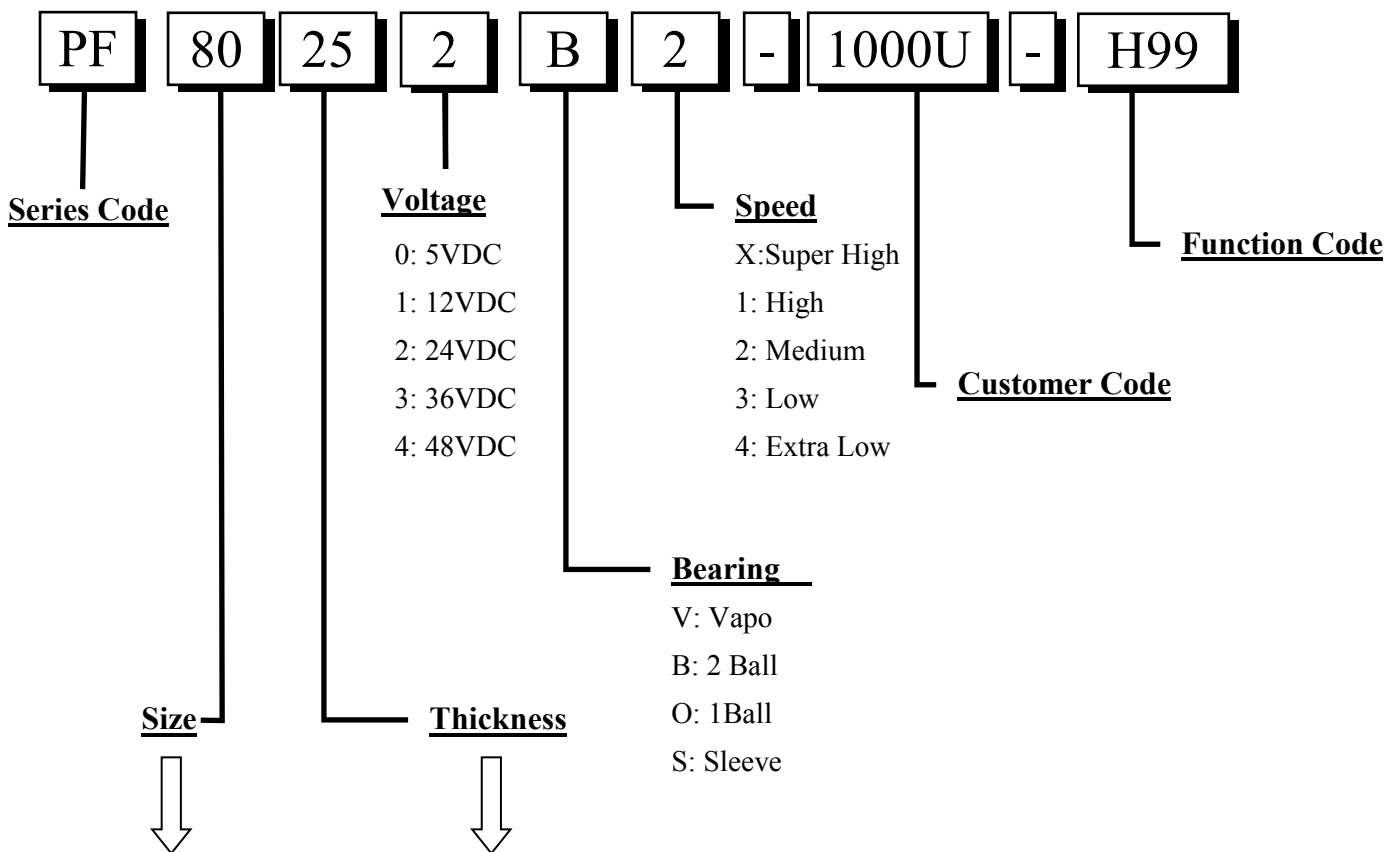 PF 80 25 2 B 2 - 1000U - H99
Series Code
Voltage
0: 5VDC
1: 12VDC
2: 24VDC
3: 36VDC
4: 48VDC
Speed
X:Super High
1: High
2: Medium
3: Low
4: Extra Low
Function Code
Customer Code
Bearing
V: Vapo
B: 2 Ball
O: 1Ball
S: Sleeve
Size
Thickness